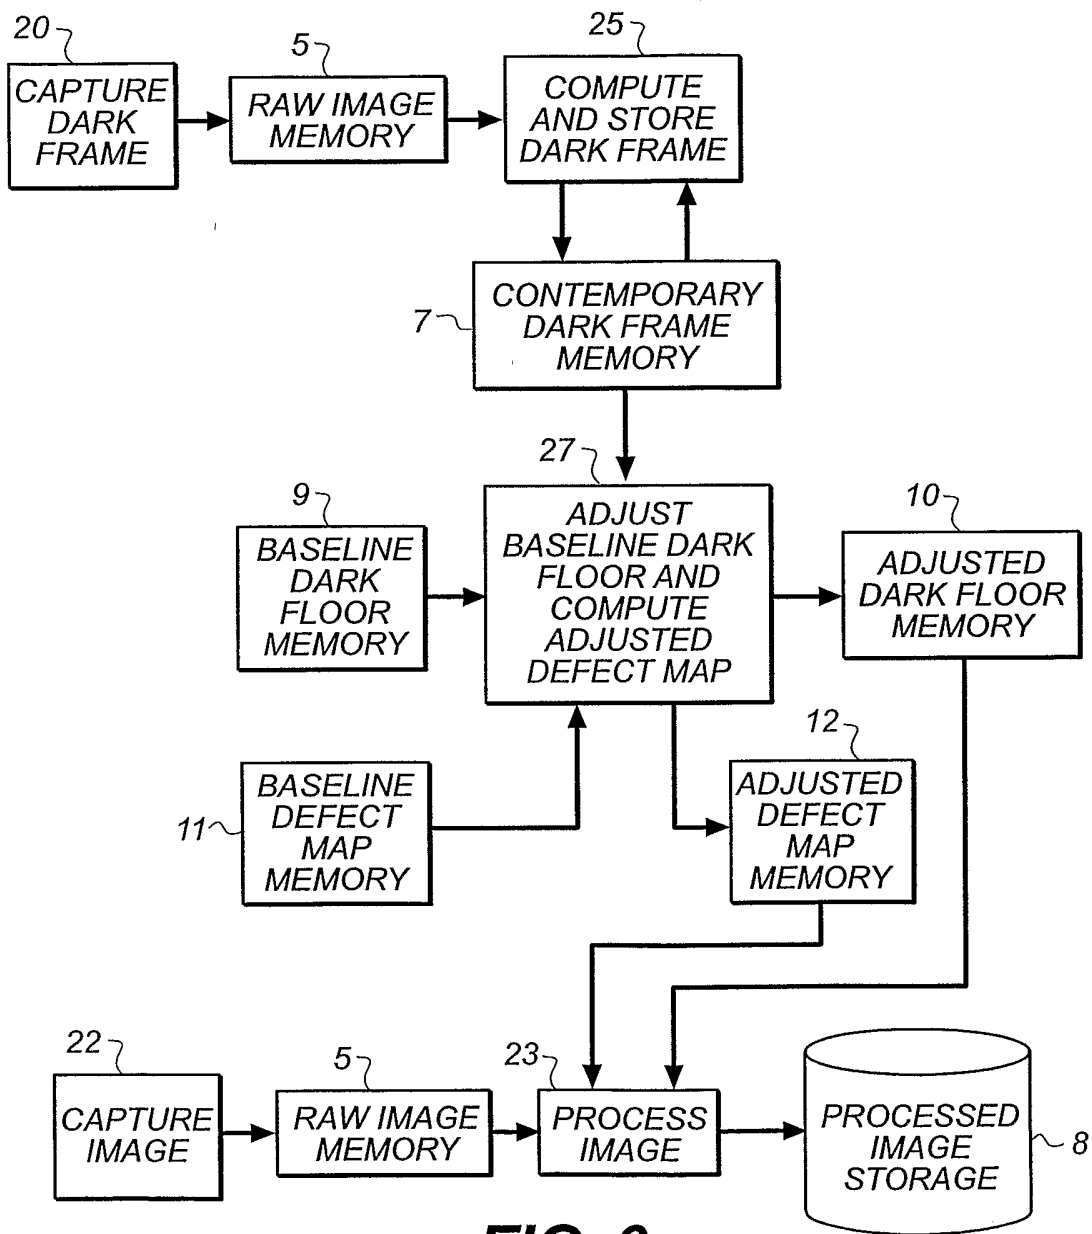 20
CAPTURE
DARK
FRAME
5
RAW IMAGE
MEMORY
25
COMPUTE
AND STORE
DARK FRAME
7
CONTEMPORARY
DARK FRAME
MEMORY
27
ADJUST
BASELINE DARK
FLOOR AND
COMPUTE
ADJUSTED
DEFECT MAP
9
BASELINE
DARK
FLOOR
MEMORY
10
ADJUSTED
DARK FLOOR
MEMORY
11
BASELINE
DEFECT
MAP
MEMORY
12
ADJUSTED
DEFECT
MAP
MEMORY
22
CAPTURE
IMAGE
5
RAW IMAGE
MEMORY
23
PROCESS
IMAGE
PROCESSED
IMAGE
STORAGE
8
FIG.